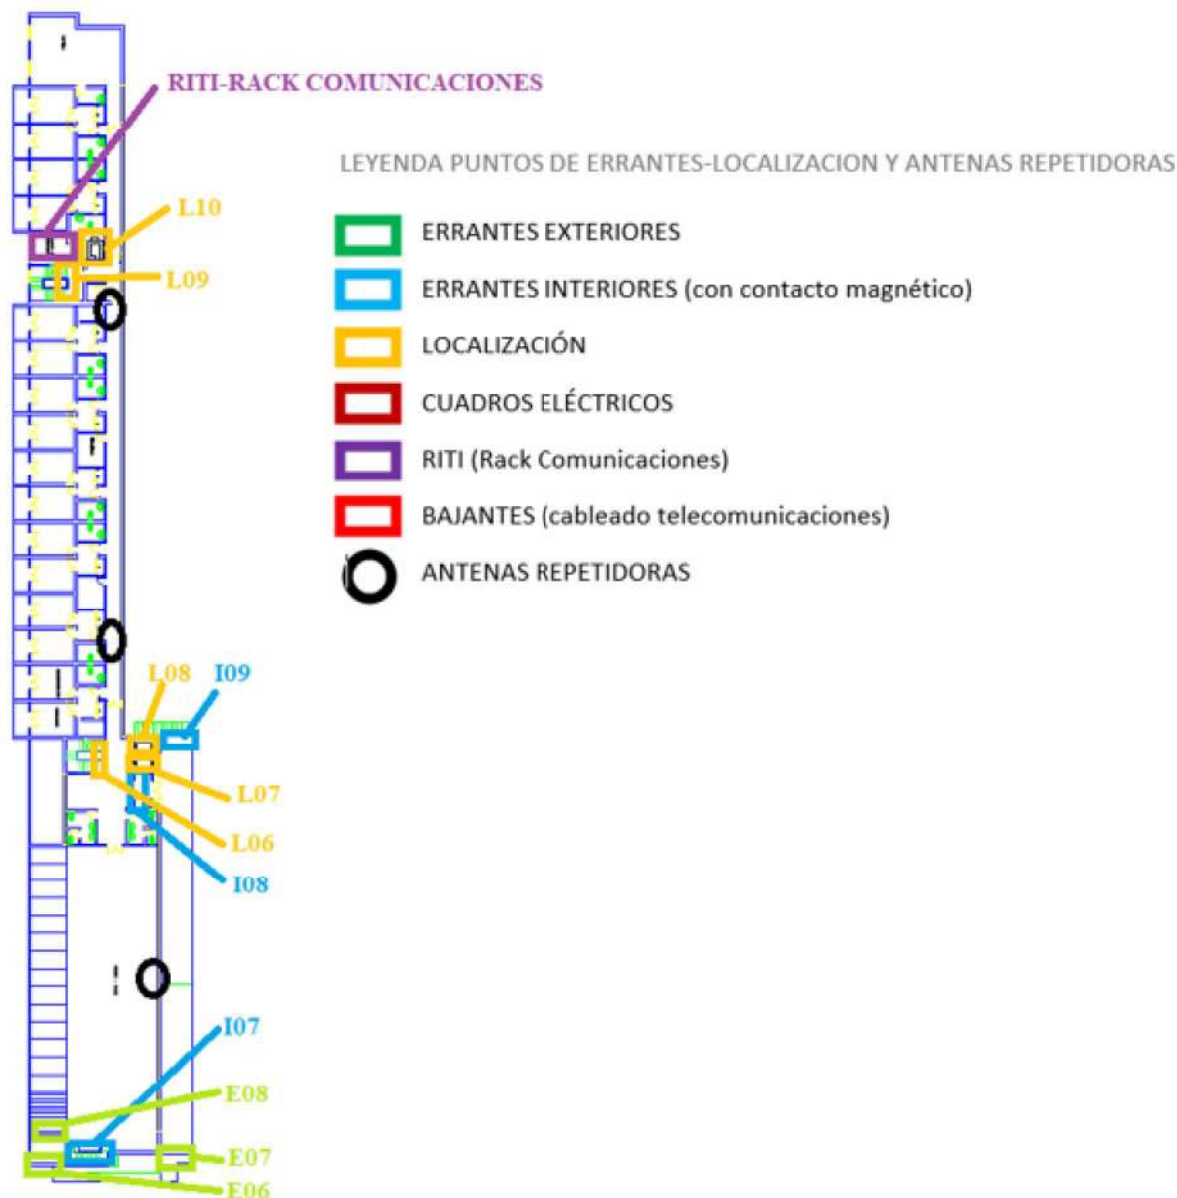 RITI-RACK COMUNICACIONES
LEYENDA PUNTOS DE ERRANTES-LOCALIZACION Y ANTENAS REPETIDORAS
L10
ERRANTES EXTERIORES
L09
ERRANTES INTERIORES (con contacto magnético)
LOCALIZACIÓN
CUADROS ELÉCTRICOS
RITI (Rack Comunicaciones)
BAJANTES (cableado telecomunicaciones)
ANTENAS REPETIDORAS
L08 I09
L07
L06
I08
I07
E08
E07
E06